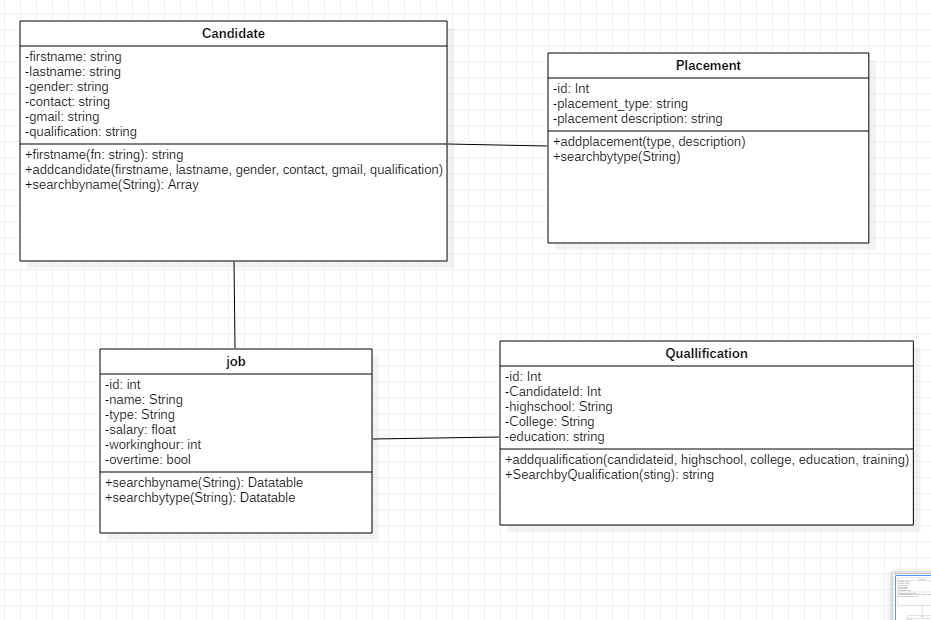 Candidate
-firstname: string
-lastname: string
-gender: string
-contact: string
-gmail: string
-qualification: string
+firstname(fn: string): string
+addcandidate(firstname, lastname, gender, contact, gmail, qualification)
+searchbyname(String): Array
Placement
-id: Int
-placement_type: string
-placement description: string
+addplacement(type, description)
+searchbytype(String)
job
-id: int
-name: String
-type: String
-salary: float
-workinghour: int
-overtime: bool
+searchbyname(String): Datatable
+searchbytype(String): Datatable
Quallification
-id: Int
-CandidateId: Int
-highschool: String
-College: String
-education: string
+addqualification(candidateid, highschool, college, education, training)
+SearchbyQualification(sting): string